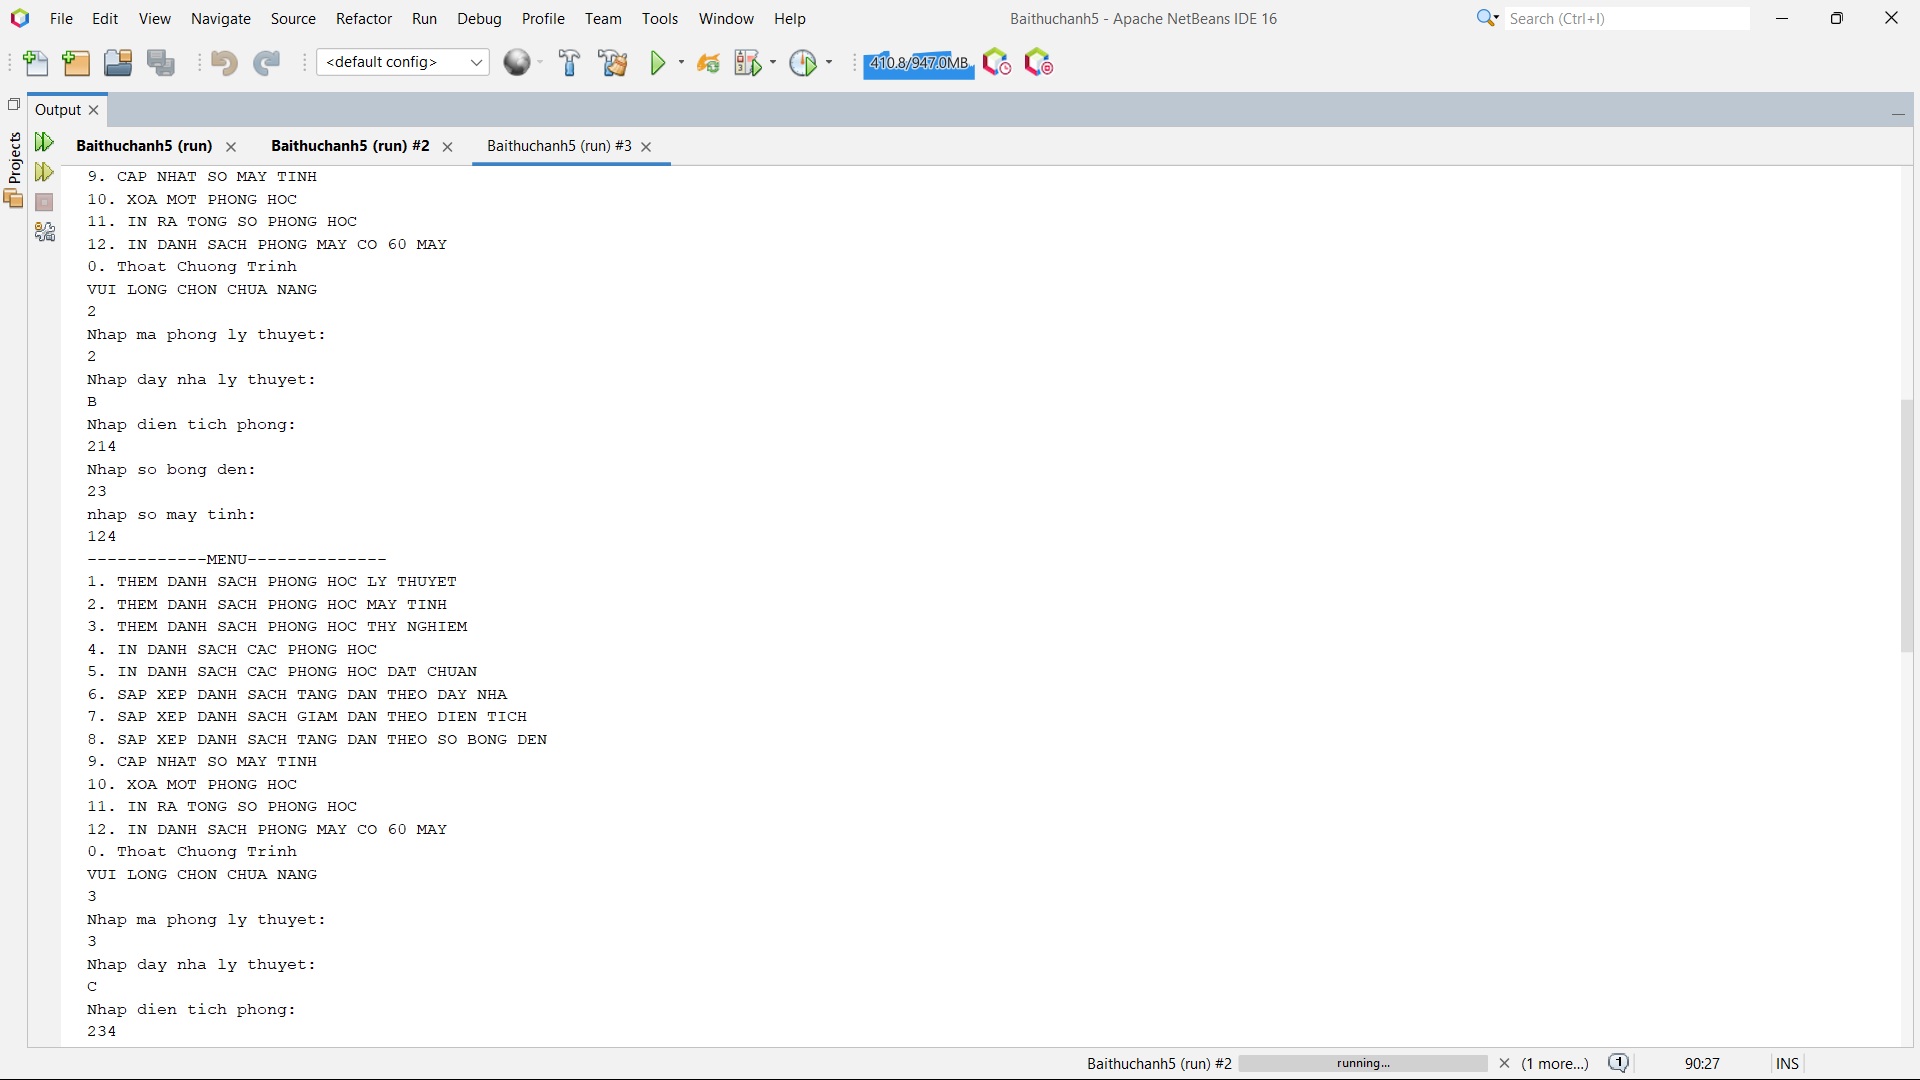 File Edit View Navigate Source Refactor Run Debug Profile Team Tools Window Help
Baithuchanh5 - Apache NetBeans IDE 16
Search (Ctrl+I)
<default config>
410.8/947.0MB
Output
Projects
Baithuchanh5 (run)
Baithuchanh5 (run) #2
Baithuchanh5 (run) #3
9. CAP NHAT SO MAY TINH
10. XOA MOT PHONG HOC
11. IN RA TONG SO PHONG HOC
12. IN DANH SACH PHONG MAY CO 60 MAY
0. Thoat Chuong Trinh
VUI LONG CHON CHUA NANG
2
Nhap ma phong ly thuyet:
2
Nhap day nha ly thuyet:
B
Nhap dien tich phong:
214
Nhap so bong den:
23
nhap so may tinh:
124
------------MENU--------------
1. THEM DANH SACH PHONG HOC LY THUYET
2. THEM DANH SACH PHONG HOC MAY TINH
3. THEM DANH SACH PHONG HOC THY NGHIEM
4. IN DANH SACH CAC PHONG HOC
5. IN DANH SACH CAC PHONG HOC DAT CHUAN
6. SAP XEP DANH SACH TANG DAN THEO DAY NHA
7. SAP XEP DANH SACH GIAM DAN THEO DIEN TICH
8. SAP XEP DANH SACH TANG DAN THEO SO BONG DEN
9. CAP NHAT SO MAY TINH
10. XOA MOT PHONG HOC
11. IN RA TONG SO PHONG HOC
12. IN DANH SACH PHONG MAY CO 60 MAY
0. Thoat Chuong Trinh
VUI LONG CHON CHUA NANG
3
Nhap ma phong ly thuyet:
3
Nhap day nha ly thuyet:
C
Nhap dien tich phong:
234
Baithuchanh5 (run) #2
running...
(1 more...)
1
90:27
INS